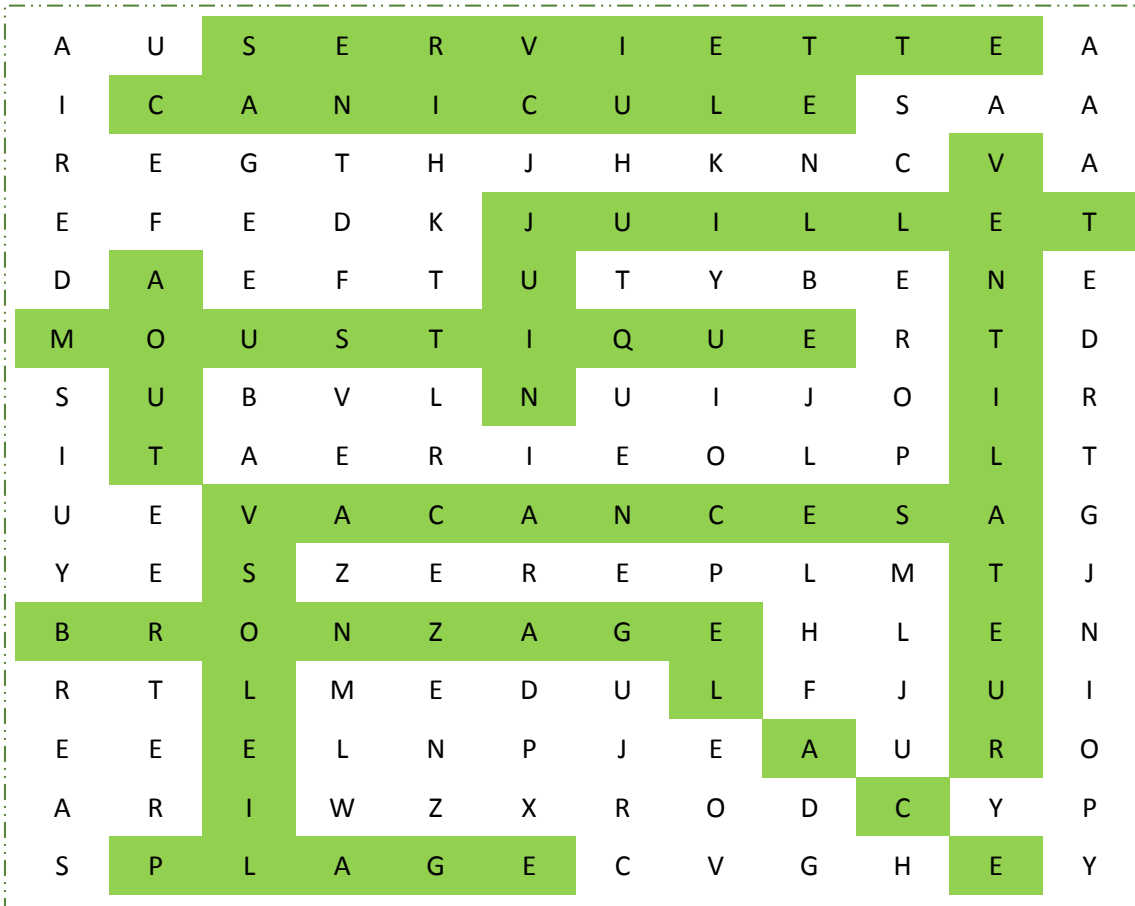 A U S E R V I E T T E A
I C A N I C U L E S A A
R E G T H J H K N C V A
E F E D K J U I L L E T
D A E F T U T Y B E N E
M O U S T I Q U E R T D
S U B V L N U I J O I R
I T A E R I E O L P L T
U E V A C A N C E S A G
Y E S Z E R E P L M T J
B R O N Z A G E H L E N
R T L M E D U L F J U I
E E E L N P J E A U R O
A R I W Z X R O D C Y P
S P L A G E C V G H E Y